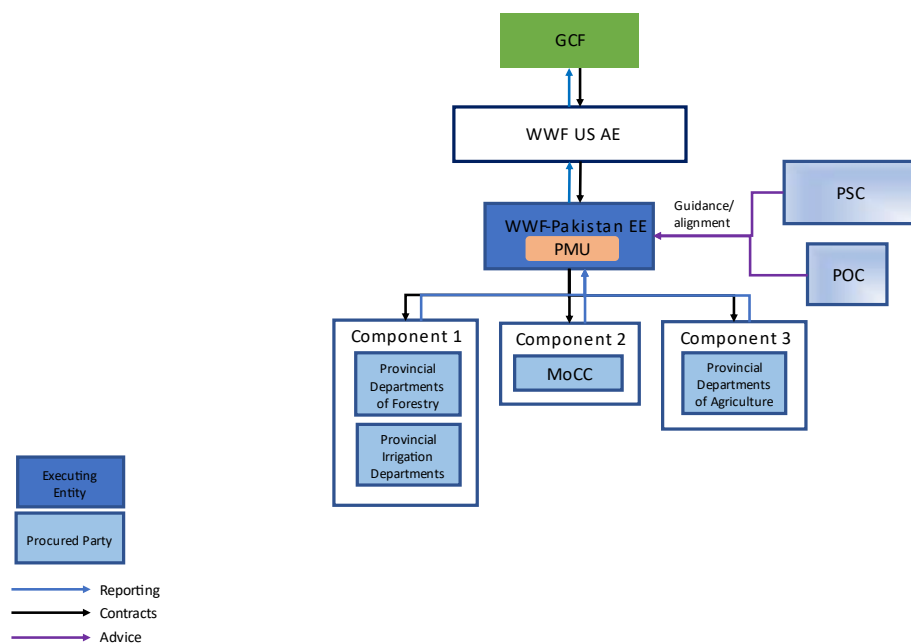 GCF
WWF US AE
WWF-Pakistan EE
PMU
Guidance/
alignment
PSC
POC
Component 1
Provincial
Departments
of Forestry
Provincial
Irrigation
Departments
Component 2
MoCC
Component 3
Provincial
Departments
of Agriculture
Executing
Entity
Procured Party
Reporting
Contracts
Advice